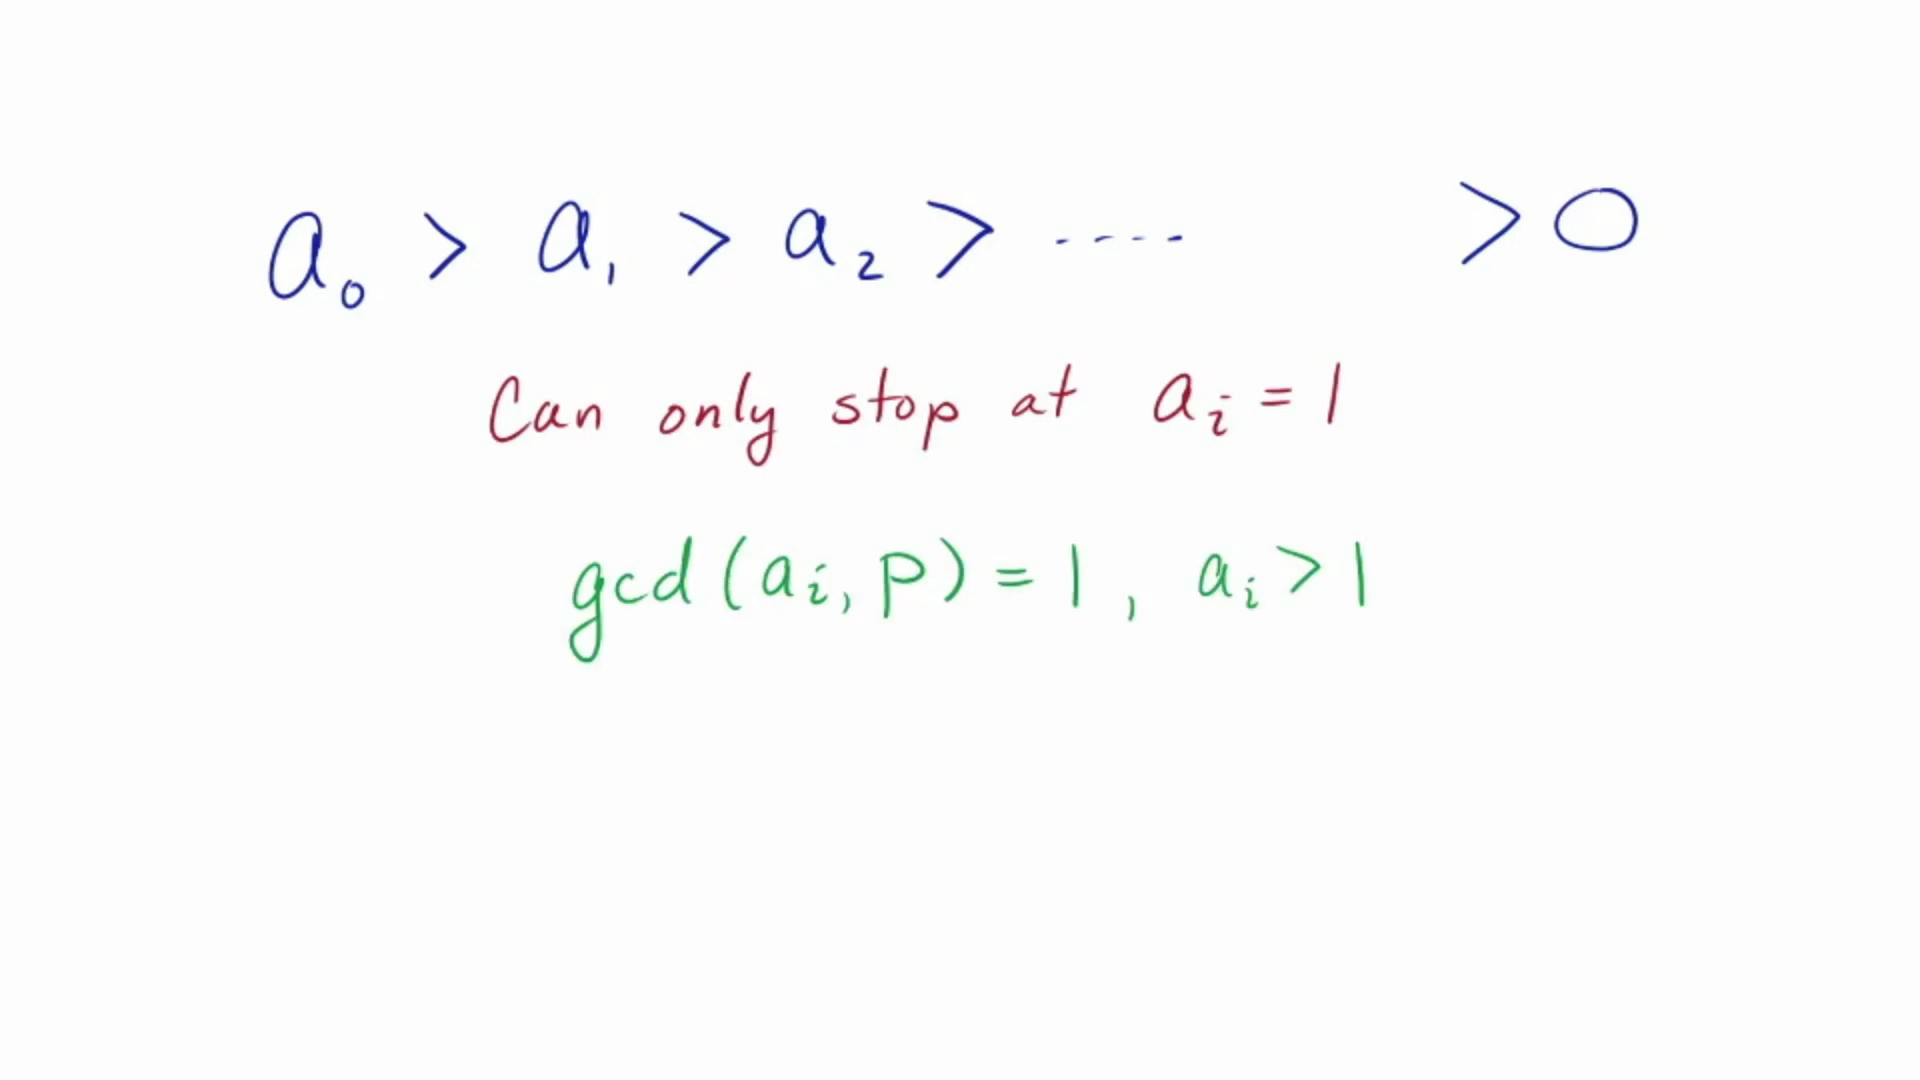 a₀ > a₁ > a₂ > ···· > 0
Can only stop at aᵢ = 1
gcd(aᵢ, p) = 1, aᵢ > 1